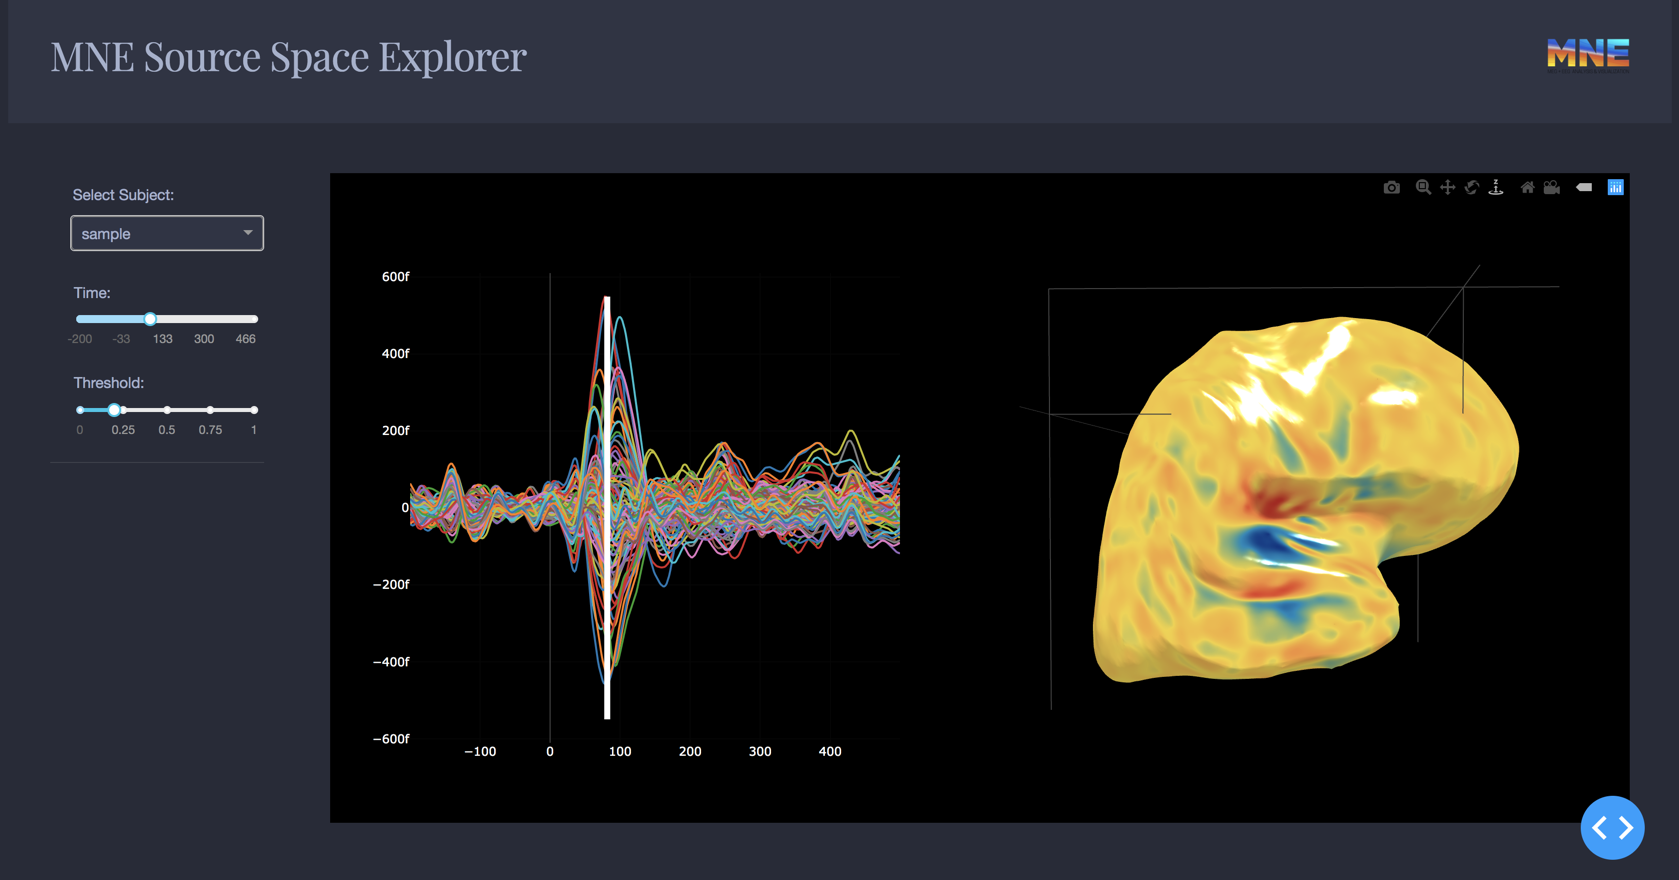 MNE Source Space Explorer
MNE
Select Subject:
sample
Time:
-200 -33 133 300 466
Threshold:
0 0.25 0.5 0.75 1
z
600f
400f
200f
0
−200f
−400f
−600f
−100 0 100 200 300 400